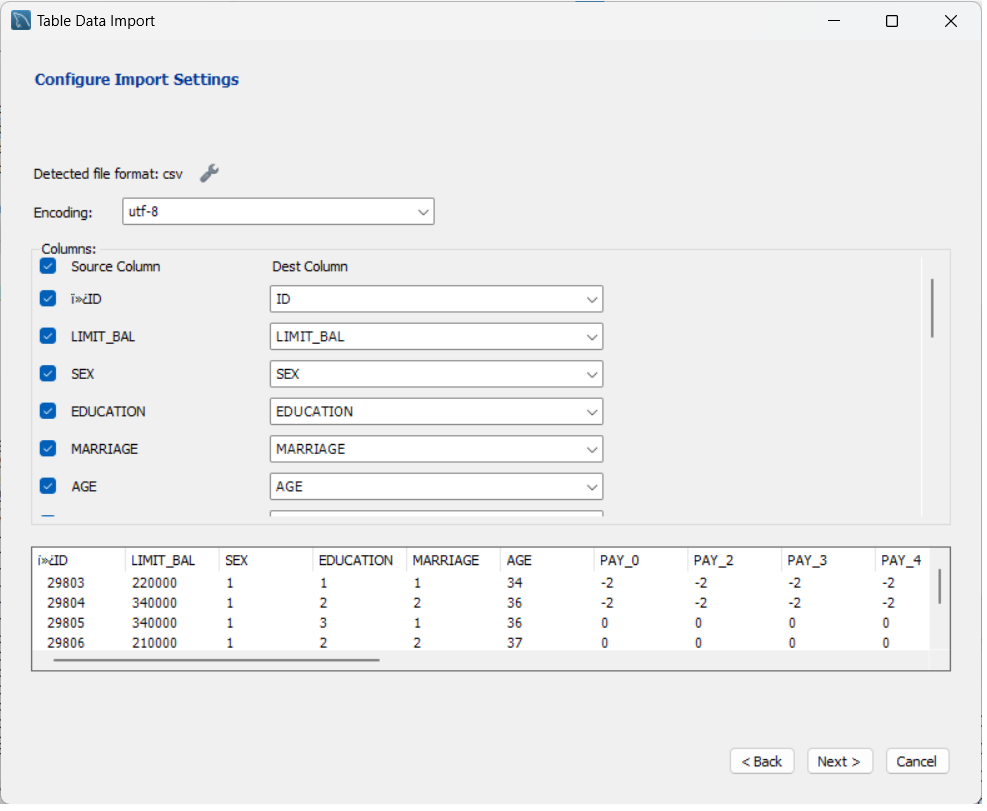 Table Data Import
Configure Import Settings
Detected file format: csv
Encoding: utf-8
Columns:
Source Column Dest Column
ï»¿ID ID
LIMIT_BAL LIMIT_BAL
SEX SEX
EDUCATION EDUCATION
MARRIAGE MARRIAGE
AGE AGE
ï»¿ID LIMIT_BAL SEX EDUCATION MARRIAGE AGE PAY_0 PAY_2 PAY_3 PAY_4
29803 220000 1 1 1 34 -2 -2 -2 -2
29804 340000 1 2 2 36 -2 -2 -2 -2
29805 340000 1 3 1 36 0 0 0 0
29806 210000 1 2 2 37 0 0 0 0
< Back Next > Cancel